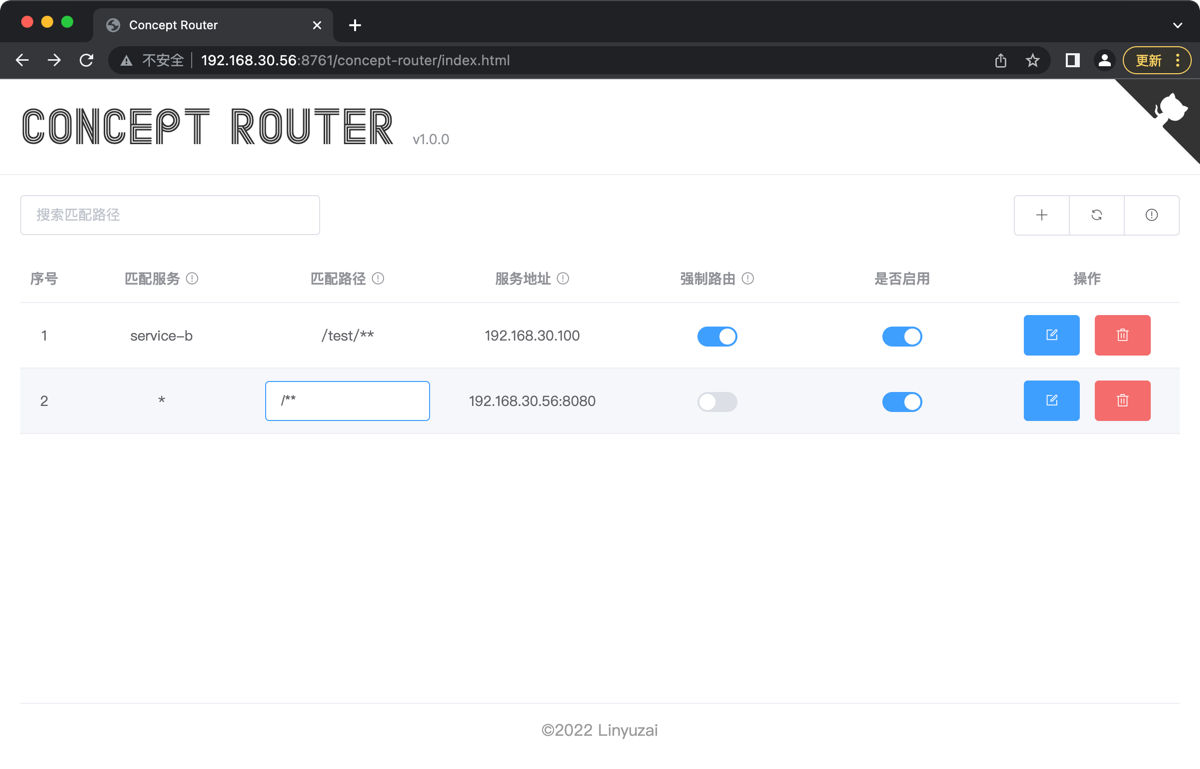 Concept Router
不安全 192.168.30.56:8761/concept-router/index.html 更新
CONCEPT ROUTER v1.0.0
搜索匹配路径
序号 匹配服务 匹配路径 服务地址 强制路由 是否启用 操作
1 service-b /test/** 192.168.30.100
2 * /** 192.168.30.56:8080
©2022 Linyuzai